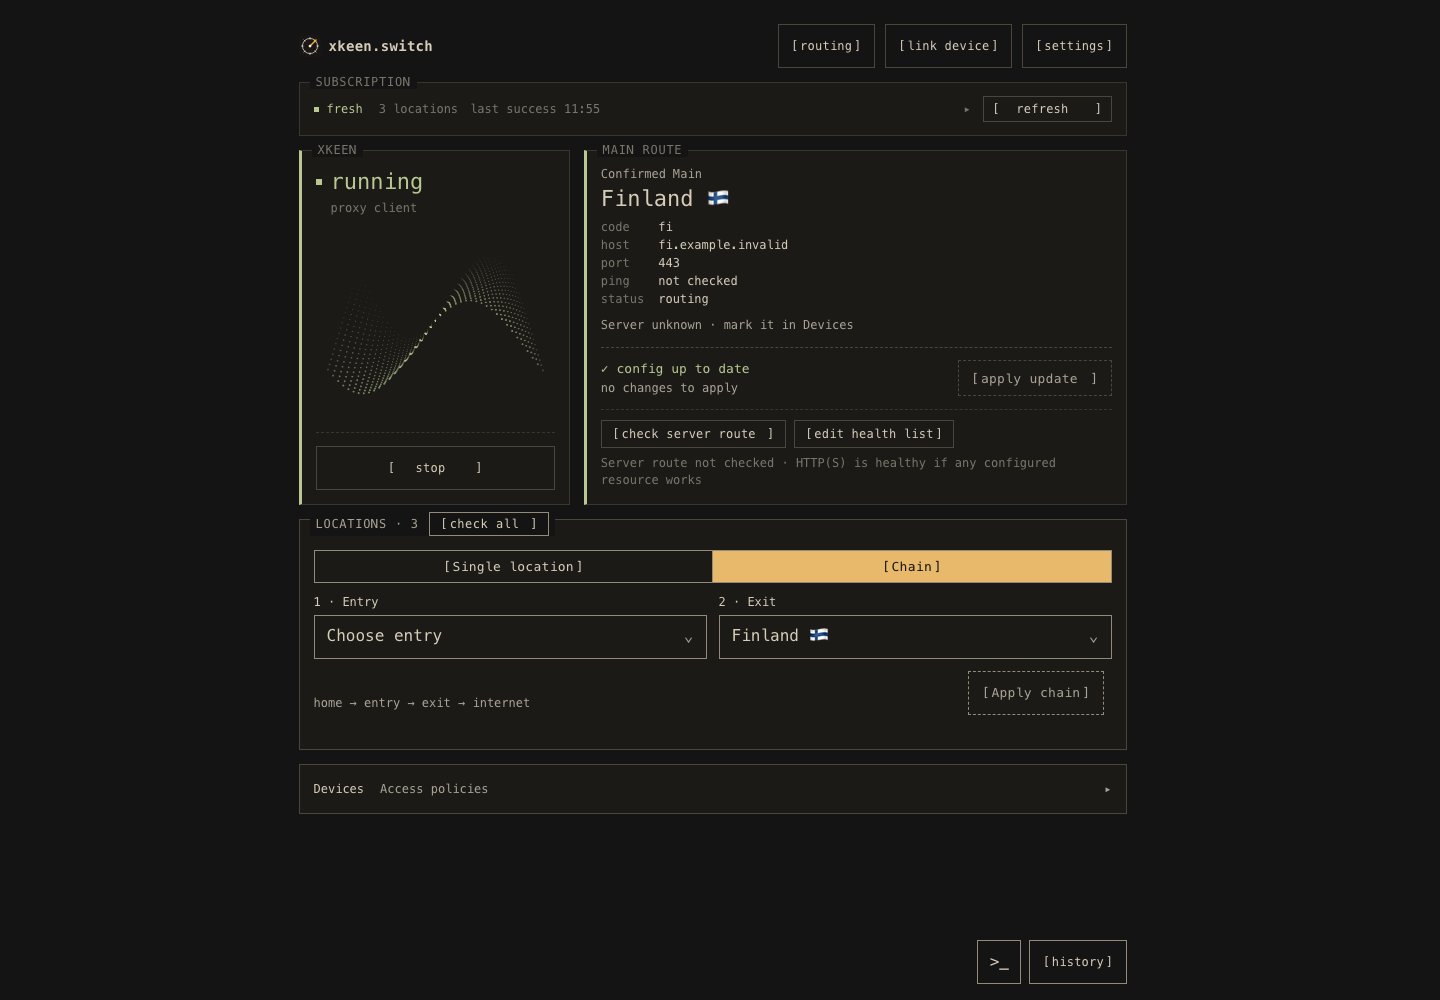 xkeen.switch
[routing] [link device] [settings]
SUBSCRIPTION
fresh 3 locations last success 11:55 ▸ [ refresh ]
XKEEN
running
proxy client
[ stop ]
MAIN ROUTE
Confirmed Main
Finland 🇫🇮
code fi
host fi.example.invalid
port 443
ping not checked
status routing
Server unknown · mark it in Devices
✓ config up to date
no changes to apply
[apply update ]
[check server route ] [edit health list]
Server route not checked · HTTP(S) is healthy if any configured
resource works
LOCATIONS · 3 [check all ]
[Single location] [Chain]
1 · Entry 2 · Exit
Choose entry ⌄ Finland 🇫🇮 ⌄
[Apply chain]
home → entry → exit → internet
Devices Access policies ▸
>_ [history]